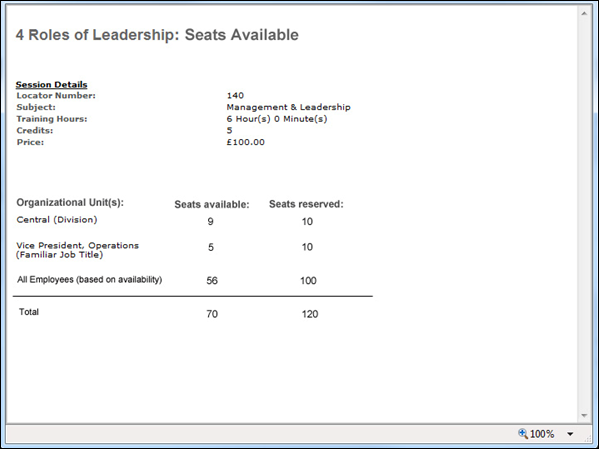 4 Roles of Leadership: Seats Available
Session Details
Locator Number: 140
Subject: Management & Leadership
Training Hours: 6 Hour(s) 0 Minute(s)
Credits: 5
Price: £100.00
Organizational Unit(s): Seats available: Seats reserved:
Central (Division) 9 10
Vice President, Operations 5 10
(Familiar Job Title)
All Employees (based on availability) 56 100
Total 70 120
100%